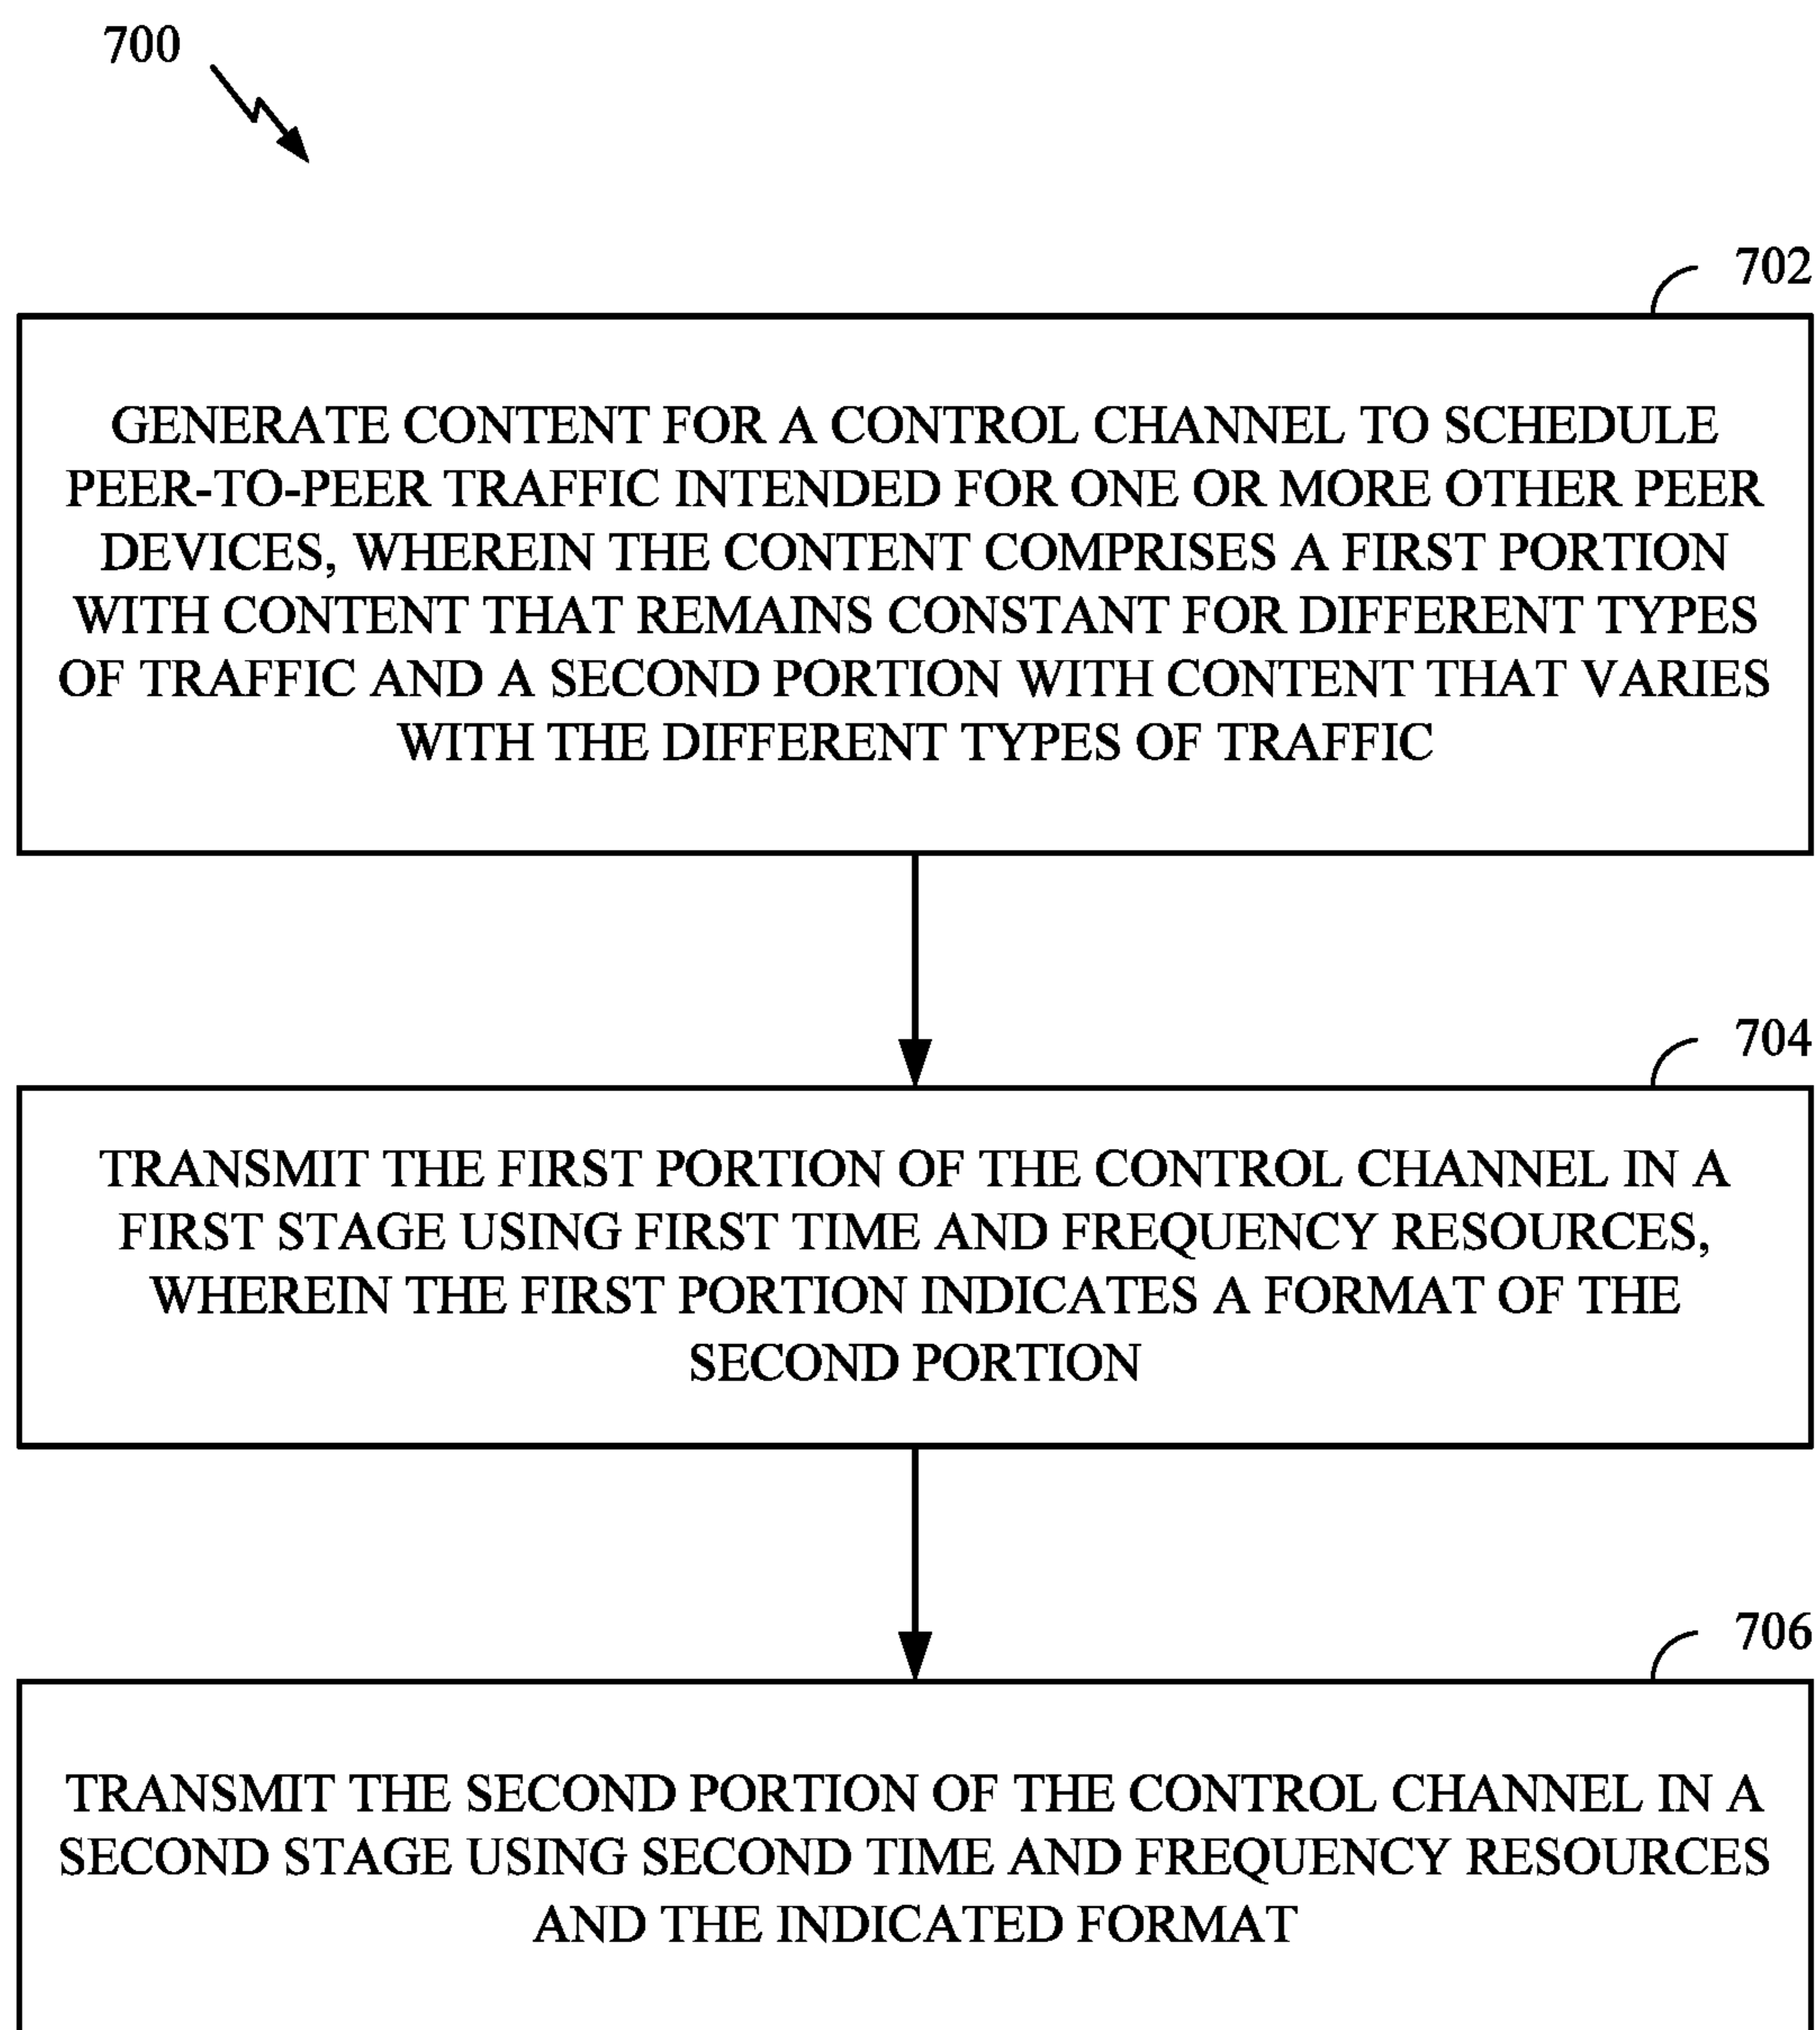 700
702
GENERATE CONTENT FOR A CONTROL CHANNEL TO SCHEDULE
PEER-TO-PEER TRAFFIC INTENDED FOR ONE OR MORE OTHER PEER
DEVICES, WHEREIN THE CONTENT COMPRISES A FIRST PORTION
WITH CONTENT THAT REMAINS CONSTANT FOR DIFFERENT TYPES
OF TRAFFIC AND A SECOND PORTION WITH CONTENT THAT VARIES
WITH THE DIFFERENT TYPES OF TRAFFIC
704
TRANSMIT THE FIRST PORTION OF THE CONTROL CHANNEL IN A
FIRST STAGE USING FIRST TIME AND FREQUENCY RESOURCES,
WHEREIN THE FIRST PORTION INDICATES A FORMAT OF THE
SECOND PORTION
706
TRANSMIT THE SECOND PORTION OF THE CONTROL CHANNEL IN A
SECOND STAGE USING SECOND TIME AND FREQUENCY RESOURCES
AND THE INDICATED FORMAT